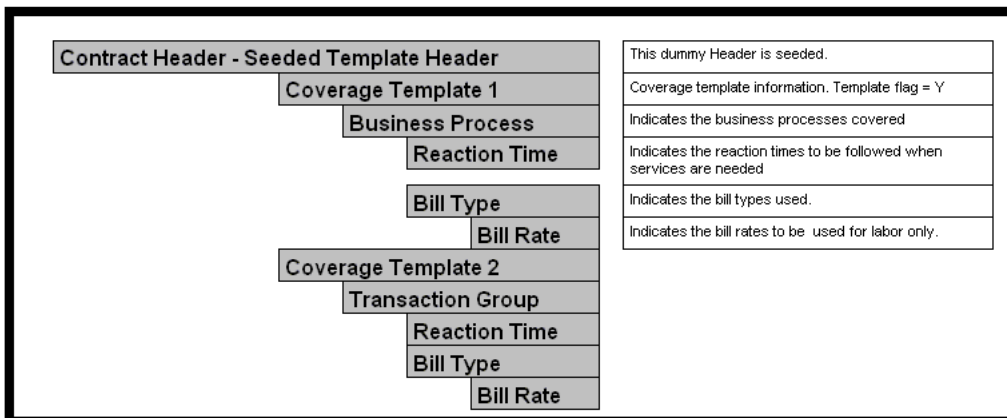 Contract Header - Seeded Template Header
This dummy Header is seeded.
Coverage Template 1
Coverage template information. Template flag = Y
Business Process
Indicates the business processes covered
Reaction Time
Indicates the reaction times to be followed when
services are needed
Bill Type
Indicates the bill types used.
Bill Rate
Indicates the bill rates to be used for labor only.
Coverage Template 2
Transaction Group
Reaction Time
Bill Type
Bill Rate